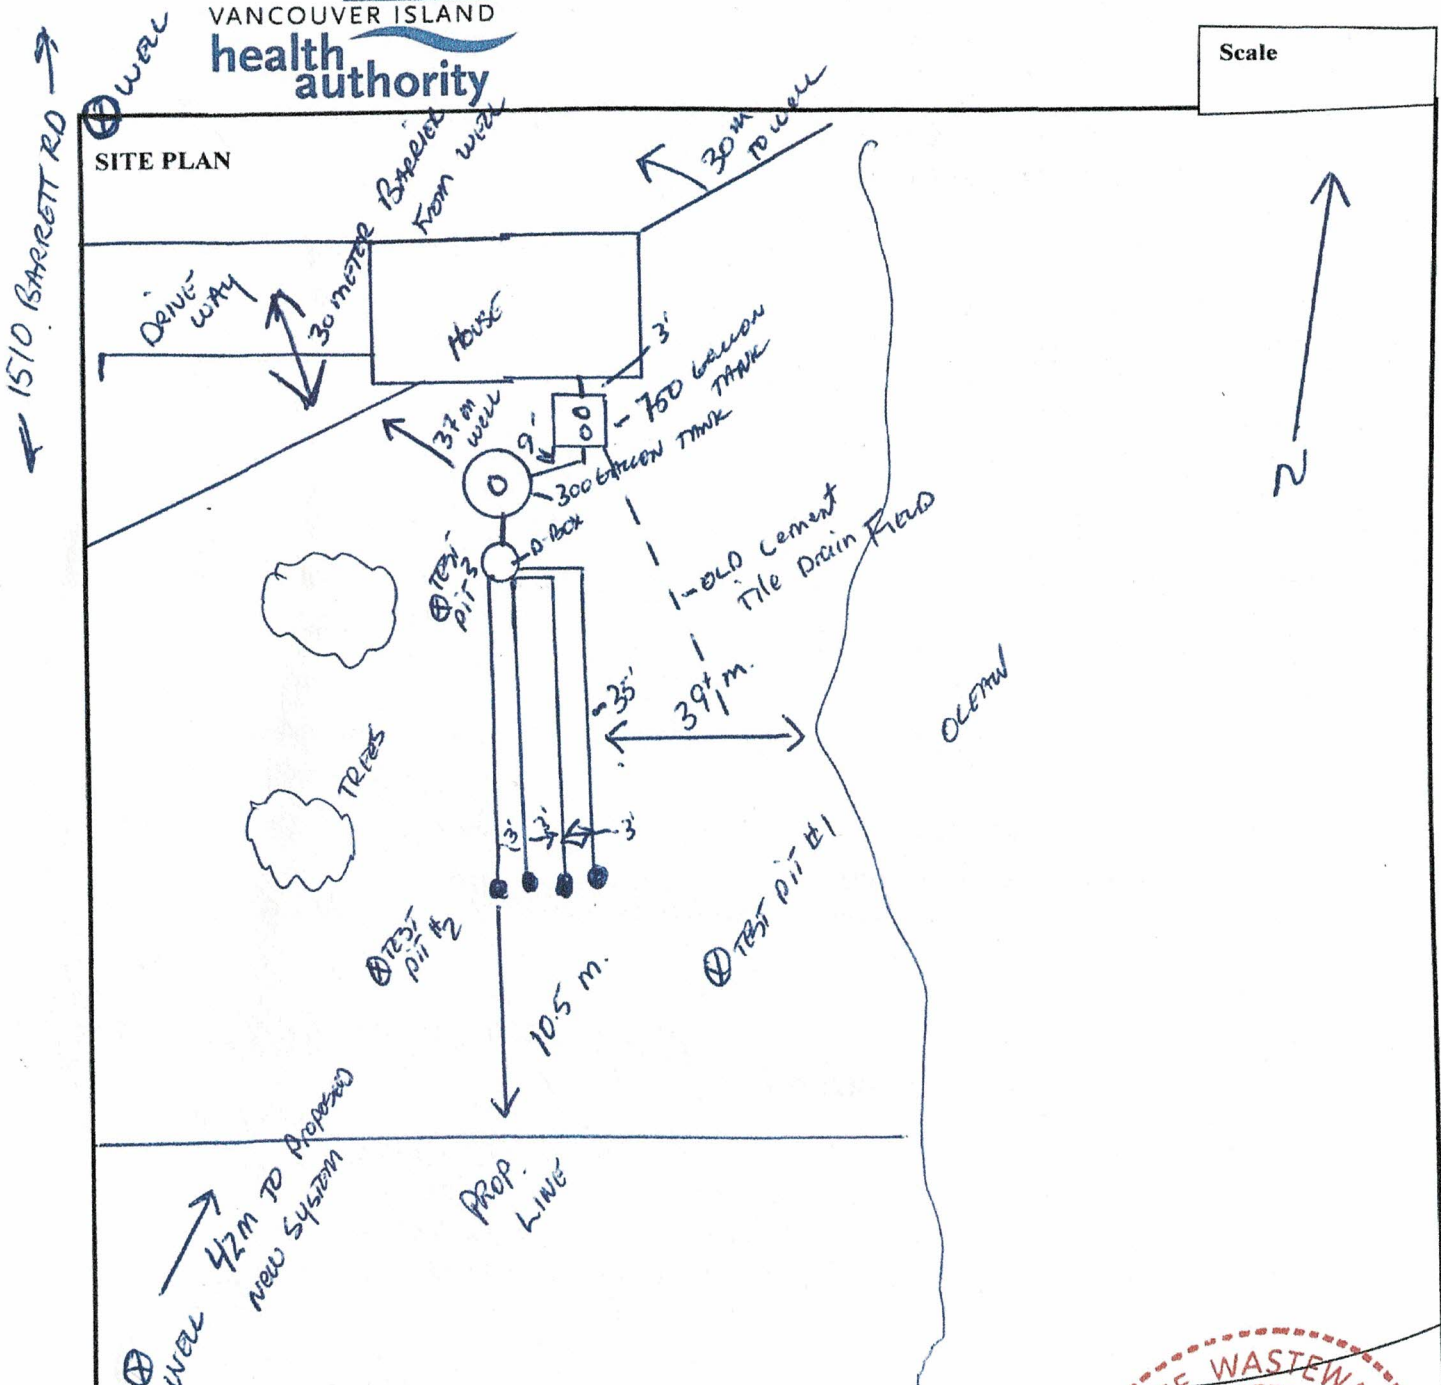 VANCOUVER ISLAND
health
authority
Scale
← 1510 BARRETT RD →
WELL
SITE PLAN
30 METER BARRIER
FROM WELL
30m
TO WELL
DRIVE
WAY
HOUSE
3'
750 GALLON
TANK
37m
WELL
9'
300 GALLON TANK
N
D-BOX
TEST
PIT 3
OLD Cement
Tile Drain FIELD
35'
39+ m.
OCEAN
TREES
3'
3'
3'
TEST PIT #1
TEST
PIT #2
10.5 m.
PROP.
LINE
42M TO PROPOSED
NEW SYSTEM
WELL
WASTEW